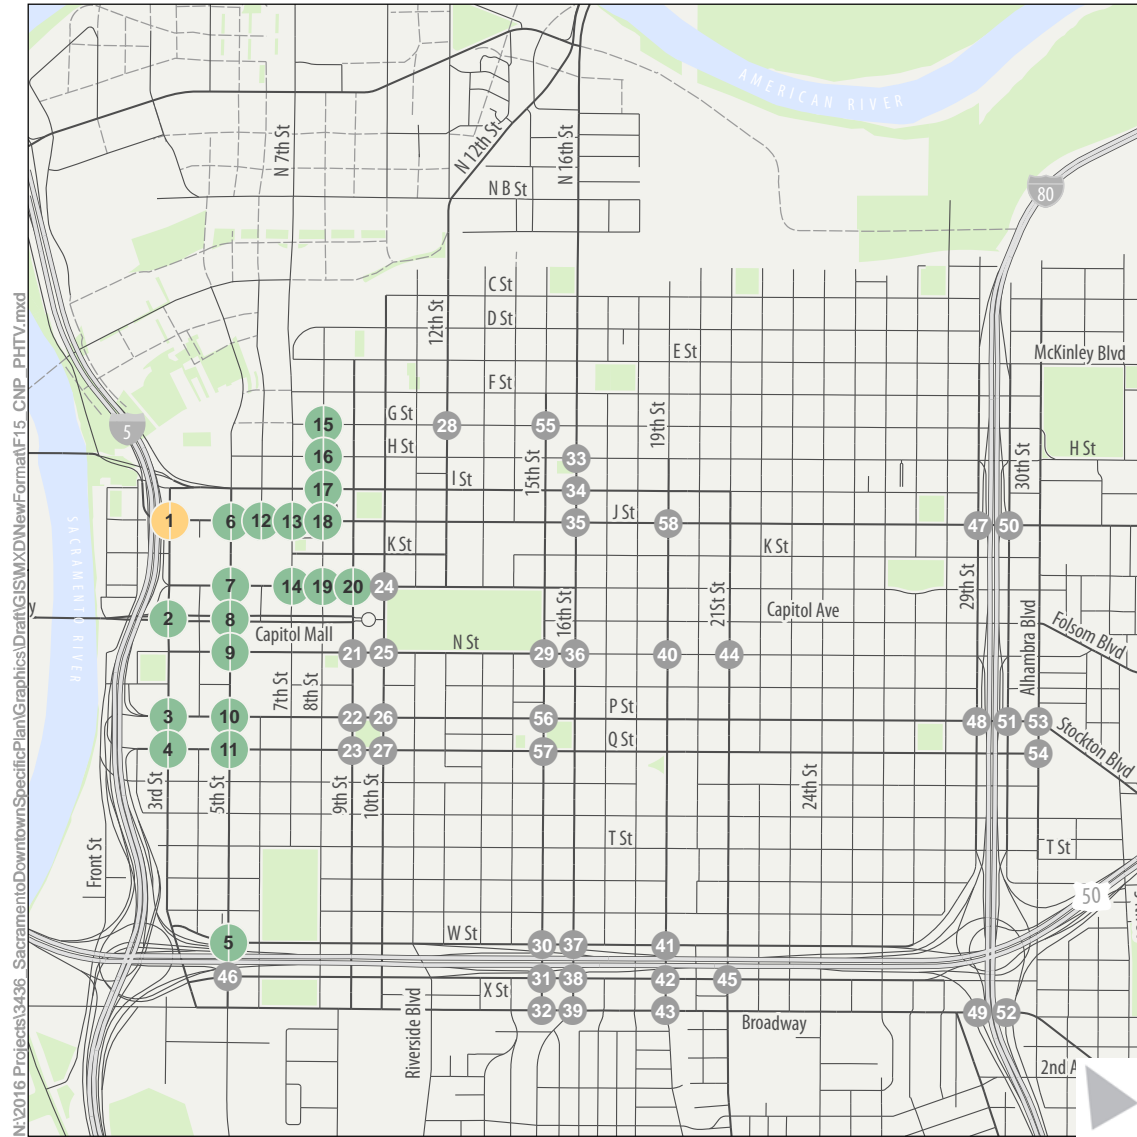 N:\2016 Projects\3436_SacramentoDowntownSpecificPlan\Graphics\Draft\GIS\MXD\NewFormat\F15_CNP_PHTV.mxd
AMERICAN RIVER
N 7th St
N 12th St
N 16th St
N B St
80
C St
D St
12th St
E St
McKinley Blvd
F St
5
15
G St
28
55
19th St
16
H St
33
H St
17
I St
15th St
34
30th St
1
6
12
13
18
J St
35
58
47
50
SACRAMENTO RIVER
K St
K St
7
14
19
20
24
29th St
2
8
16th St
21St St
Capitol Ave
y
Capitol Mall
Folsom Blvd
9
21
25
N St
29
36
40
44
Alhambra Blvd
7th St
8th St
3
10
22
26
P St
56
48
51
53
4
11
23
27
Q St
57
54
Stockton Blvd
3rd St
5th St
9th St
10th St
24th St
Front St
T St
T St
50
5
W St
30
37
41
46
X St
31
38
42
45
32
39
43
49
52
Riverside Blvd
Broadway
2nd A